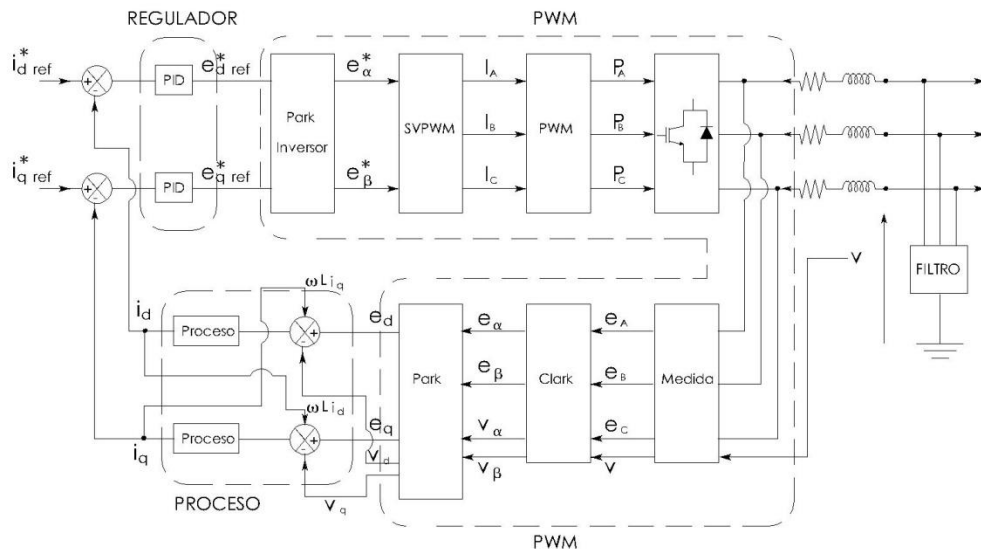 REGULADOR
PWM
i*d ref
+
-
PID
e*d ref
Park
Inversor
e*α
SVPWM
IA
PWM
PA
IB
PB
i*q ref
+
-
PID
e*q ref
e*β
IC
PC
V
FILTRO
ωLiq
id
Proceso
+
-
ed
Park
eα
Clark
eA
Medida
eβ
eB
ωLid
iq
Proceso
+
-
eq
Vα
eC
Vd
Vβ
V
Vq
PROCESO
PWM